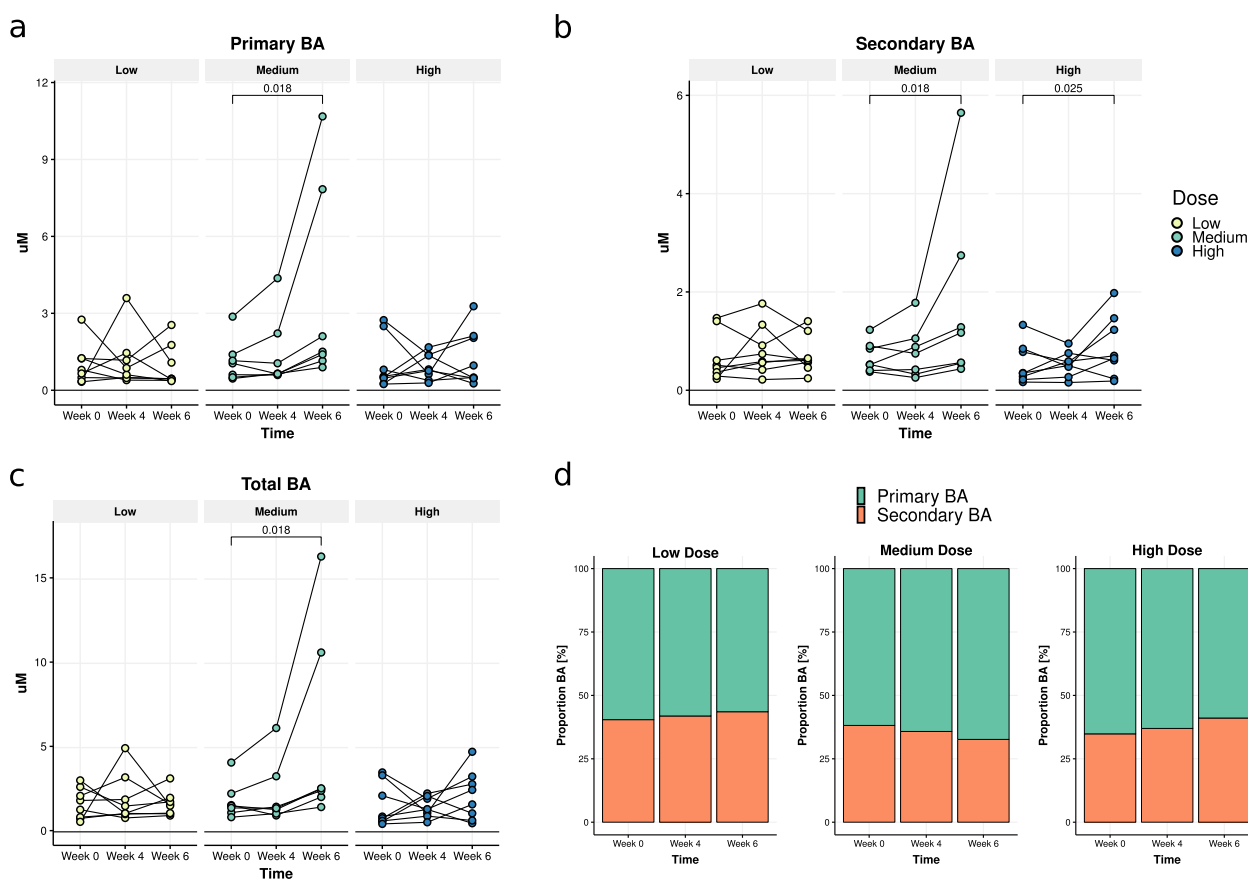 a
Primary BA
Low Medium High
0.018
12
9
6
3
0
uM
Week 0 Week 4 Week 6 Week 0 Week 4 Week 6 Week 0 Week 4 Week 6
Time
b
Secondary BA
Low Medium High
0.018 0.025
6
4
2
0
uM
Week 0 Week 4 Week 6 Week 0 Week 4 Week 6 Week 0 Week 4 Week 6
Time
Dose
Low
Medium
High
c
Total BA
Low Medium High
0.018
15
10
5
0
uM
Week 0 Week 4 Week 6 Week 0 Week 4 Week 6 Week 0 Week 4 Week 6
Time
d
Primary BA
Secondary BA
Low Dose
100
75
50
25
0
Proportion BA [%]
Week 0 Week 4 Week 6
Time
Medium Dose
100
75
50
25
0
Proportion BA [%]
Week 0 Week 4 Week 6
Time
High Dose
100
75
50
25
0
Proportion BA [%]
Week 0 Week 4 Week 6
Time